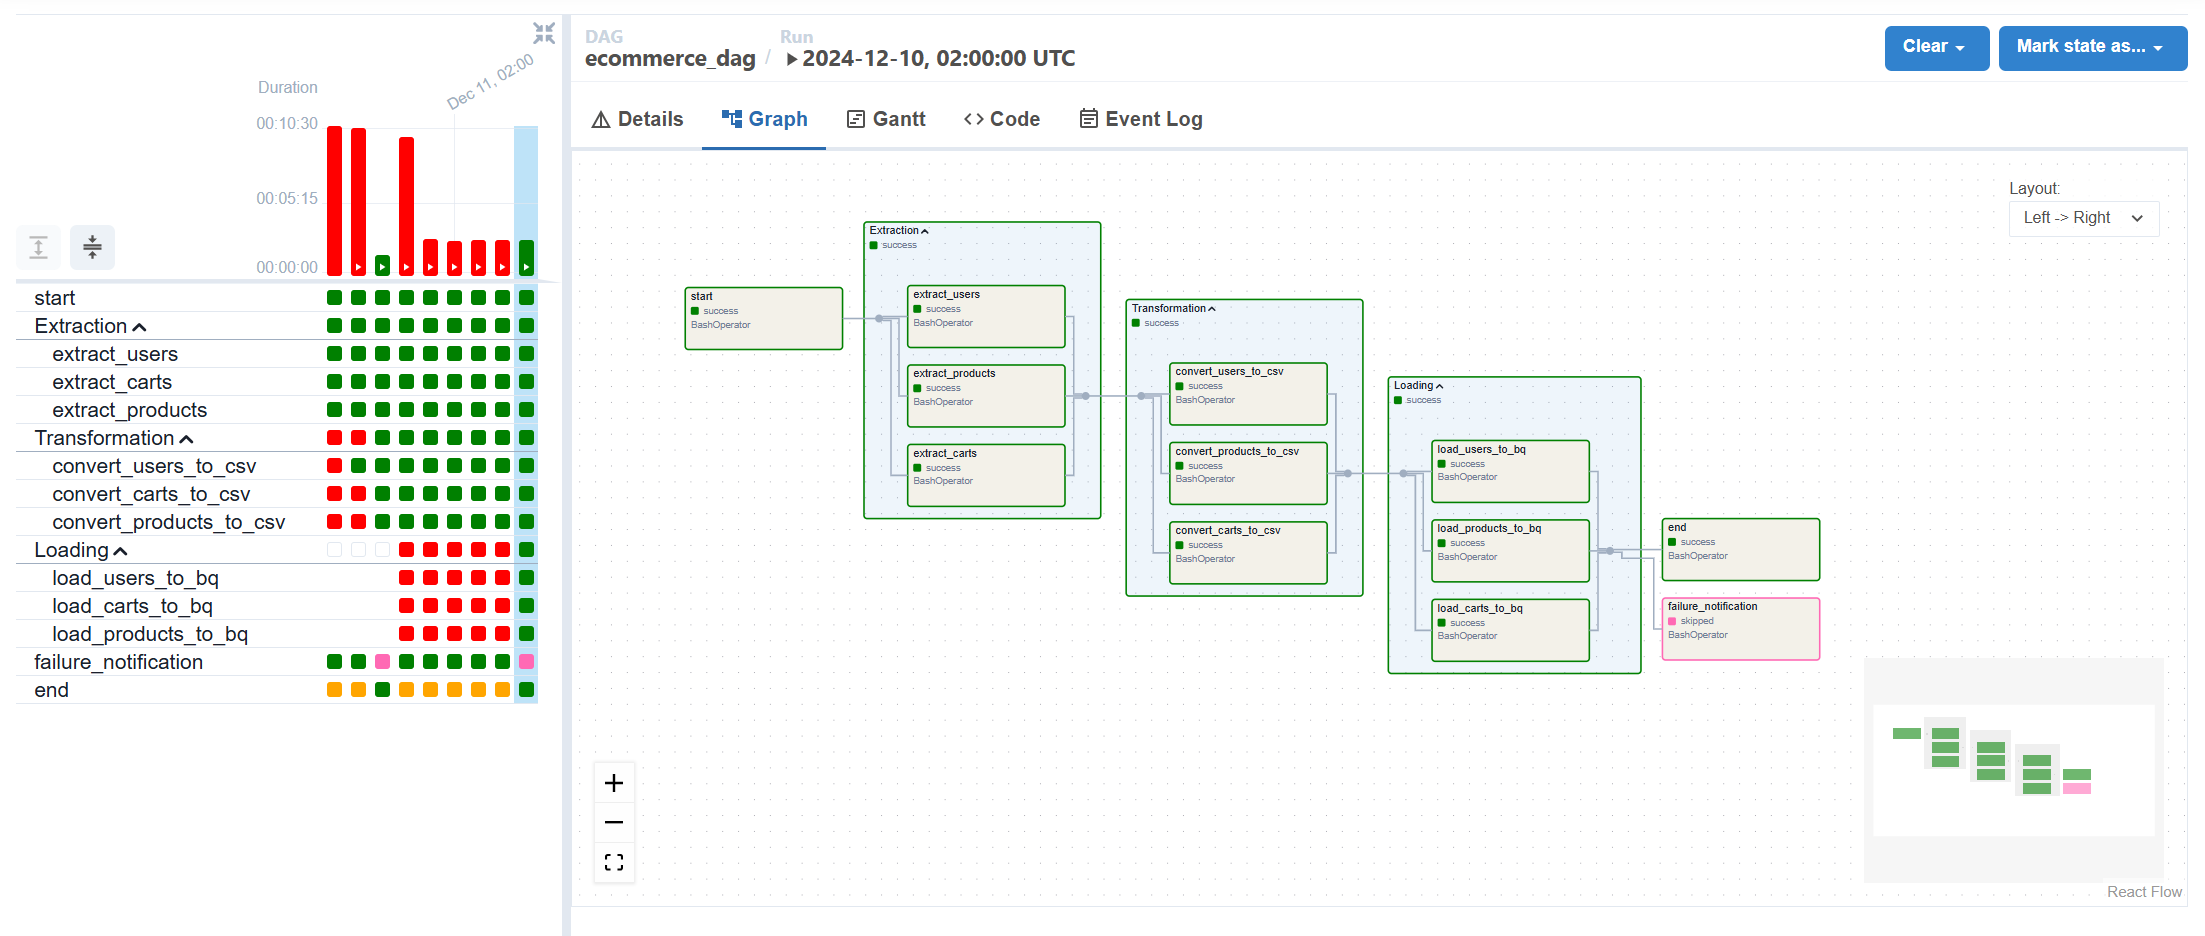 Dec 11, 02:00
Duration
00:10:30
00:05:15
00:00:00
start
Extraction
extract_users
extract_carts
extract_products
Transformation
convert_users_to_csv
convert_carts_to_csv
convert_products_to_csv
Loading
load_users_to_bq
load_carts_to_bq
load_products_to_bq
failure_notification
end
DAG
ecommerce_dag
/
Run
2024-12-10, 02:00:00 UTC
Clear
Mark state as...
Details
Graph
Gantt
Code
Event Log
Layout:
Left -> Right
start
success
BashOperator
Extraction
success
extract_users
success
BashOperator
extract_products
success
BashOperator
extract_carts
success
BashOperator
Transformation
success
convert_users_to_csv
success
BashOperator
convert_products_to_csv
success
BashOperator
convert_carts_to_csv
success
BashOperator
Loading
success
load_users_to_bq
success
BashOperator
load_products_to_bq
success
BashOperator
load_carts_to_bq
success
BashOperator
end
success
BashOperator
failure_notification
skipped
BashOperator
React Flow